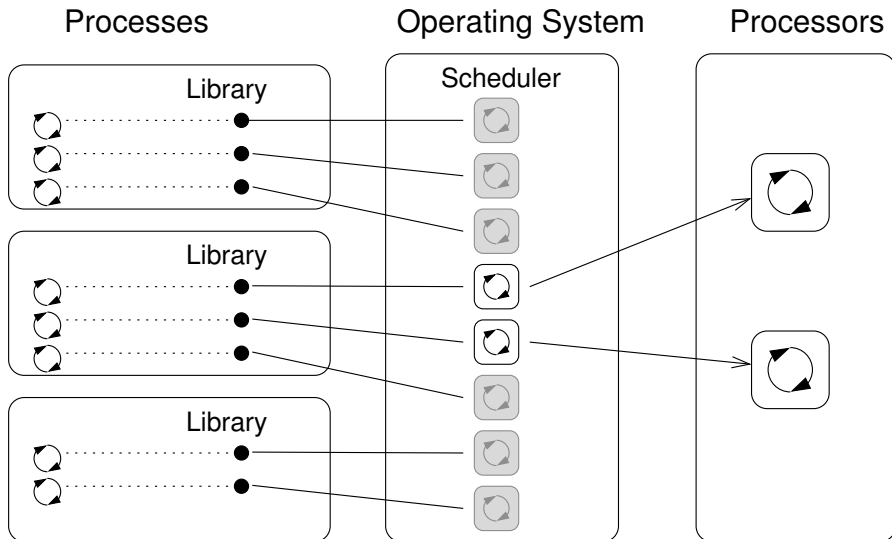 Processes
Operating System
Processors
Library
Scheduler
Library
Library